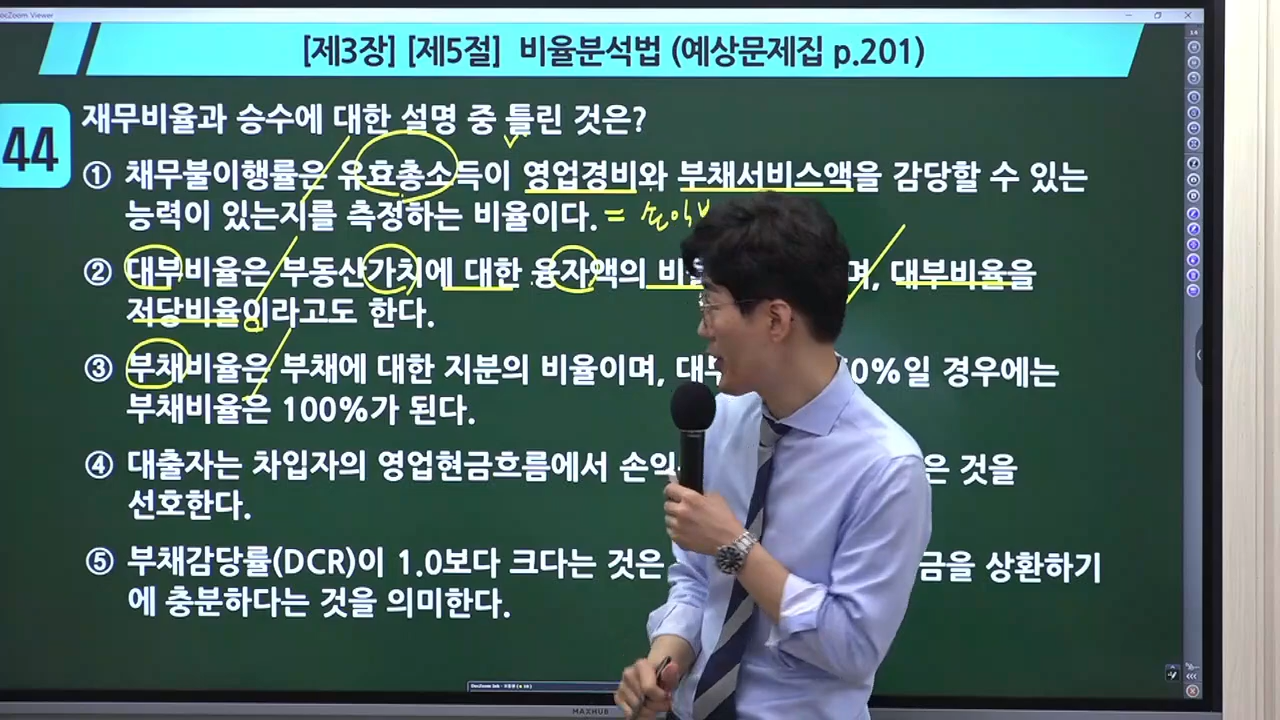 DocZoom Viewer
[제3장] [제5절] 비율분석법 (예상문제집 p.201)
44
재무비율과 승수에 대한 설명 중 틀린 것은?
① 채무불이행률은 유효총소득이 영업경비와 부채서비스액을 감당할 수 있는
능력이 있는지를 측정하는 비율이다. = 손익
② 대부비율은 부동산가치에 대한 융자액의 며, 대부비율을
저당비율이라고도 한다.
③ 부채비율은 부채에 대한 지분의 비율이며, 0%일 경우에는
부채비율은 100%가 된다.
④ 대출자는 차입자의 영업현금흐름에서 은 것을
선호한다.
⑤ 부채감당률(DCR)이 1.0보다 크다는 것은 금을 상환하기
에 충분하다는 것을 의미한다.
MAXHUB